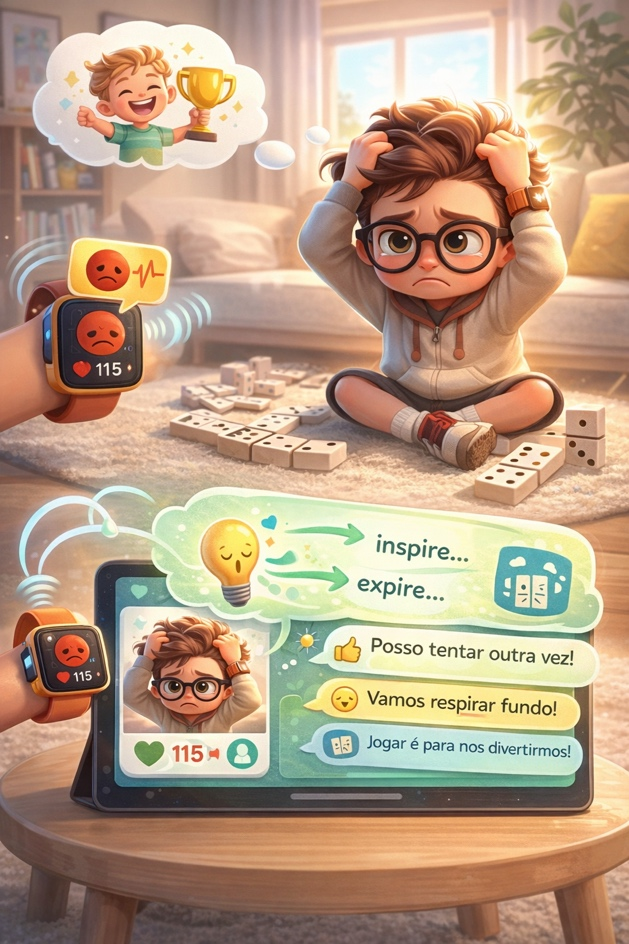 115
inspire...
expire...
Posso tentar outra vez!
Vamos respirar fundo!
Jogar é para nos divertirmos!
115
115